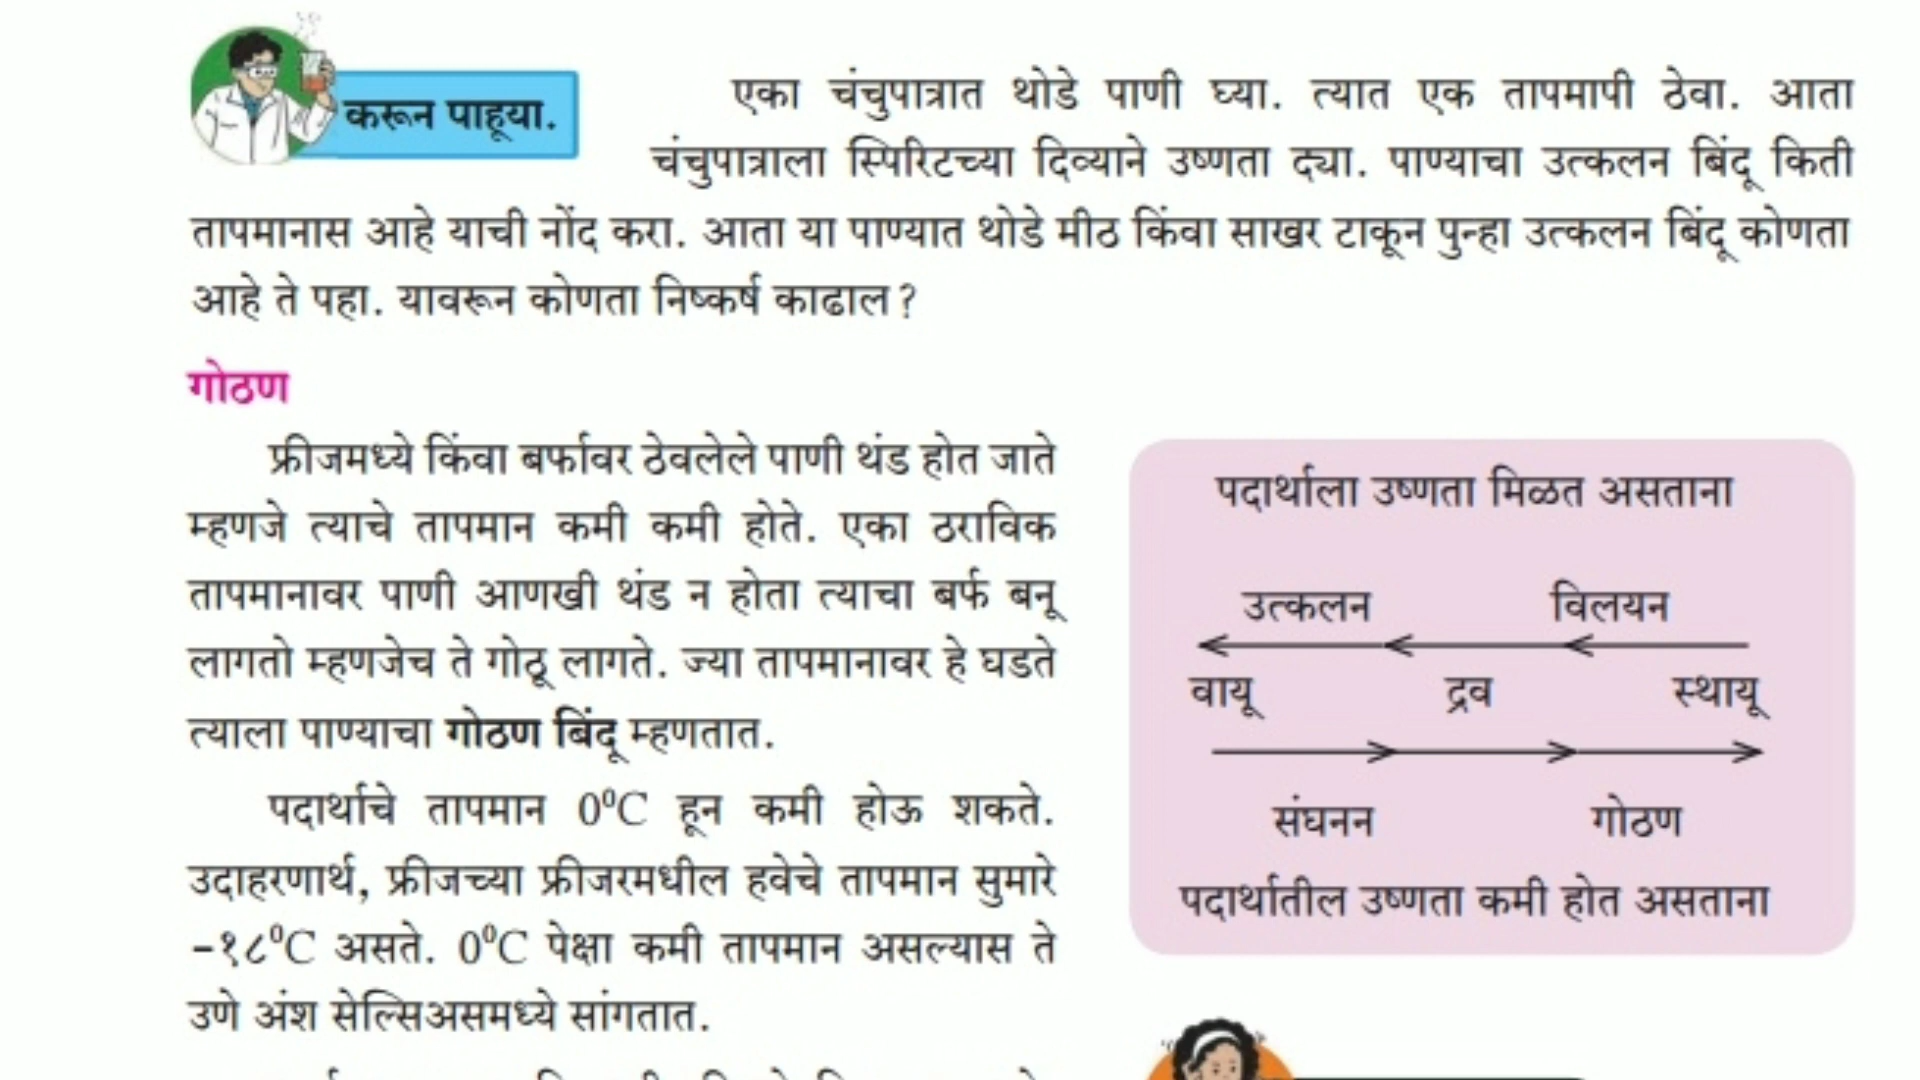 करून पाहूया.
एका चंचुपात्रात थोडे पाणी घ्या. त्यात एक तापमापी ठेवा. आता
चंचुपात्राला स्पिरिटच्या दिव्याने उष्णता द्या. पाण्याचा उत्कलन बिंदू किती
तापमानास आहे याची नोंद करा. आता या पाण्यात थोडे मीठ किंवा साखर टाकून पुन्हा उत्कलन बिंदू कोणता
आहे ते पहा. यावरून कोणता निष्कर्ष काढाल?
गोठण
फ्रीजमध्ये किंवा बर्फावर ठेवलेले पाणी थंड होत जाते
म्हणजे त्याचे तापमान कमी कमी होते. एका ठराविक
तापमानावर पाणी आणखी थंड न होता त्याचा बर्फ बनू
लागतो म्हणजेच ते गोठू लागते. ज्या तापमानावर हे घडते
त्याला पाण्याचा गोठण बिंदू म्हणतात.
पदार्थाचे तापमान 0⁰C हून कमी होऊ शकते.
उदाहरणार्थ, फ्रीजच्या फ्रीजरमधील हवेचे तापमान सुमारे
-१८⁰C असते. 0⁰C पेक्षा कमी तापमान असल्यास ते
उणे अंश सेल्सिअसमध्ये सांगतात.
पदार्थाला उष्णता मिळत असताना
उत्कलन विलयन
वायू द्रव स्थायू
संघनन गोठण
पदार्थातील उष्णता कमी होत असताना